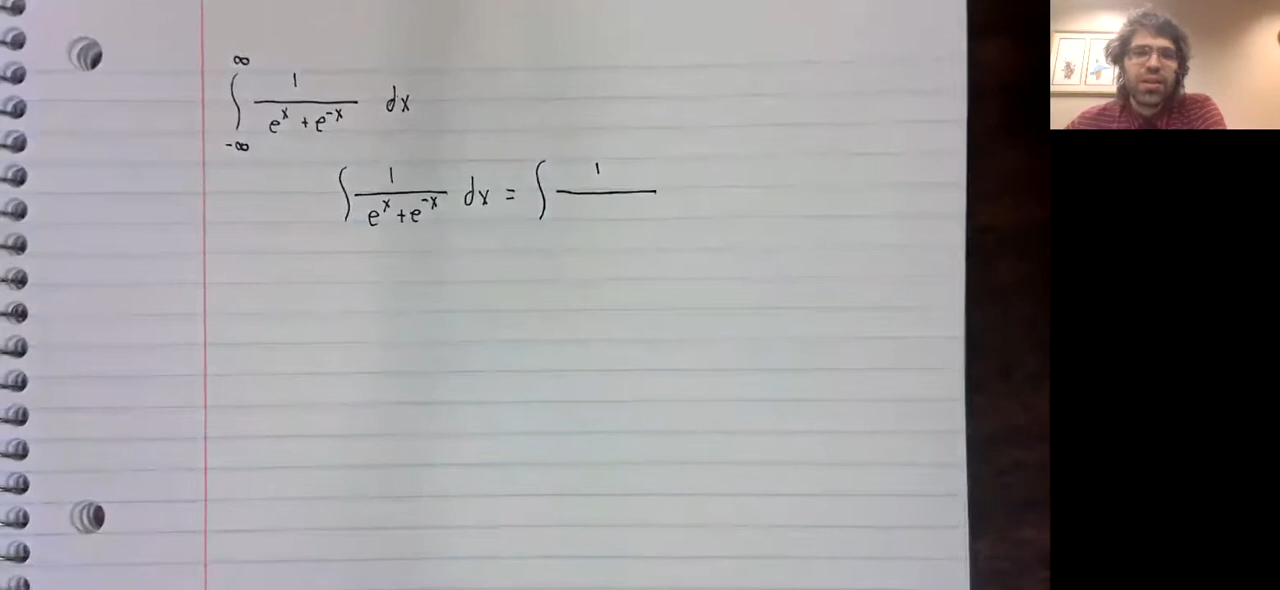 ∫_{-∞}^{∞} 1/(e^x + e^{-x}) dx
∫ 1/(e^x + e^{-x}) dx = ∫ 1/